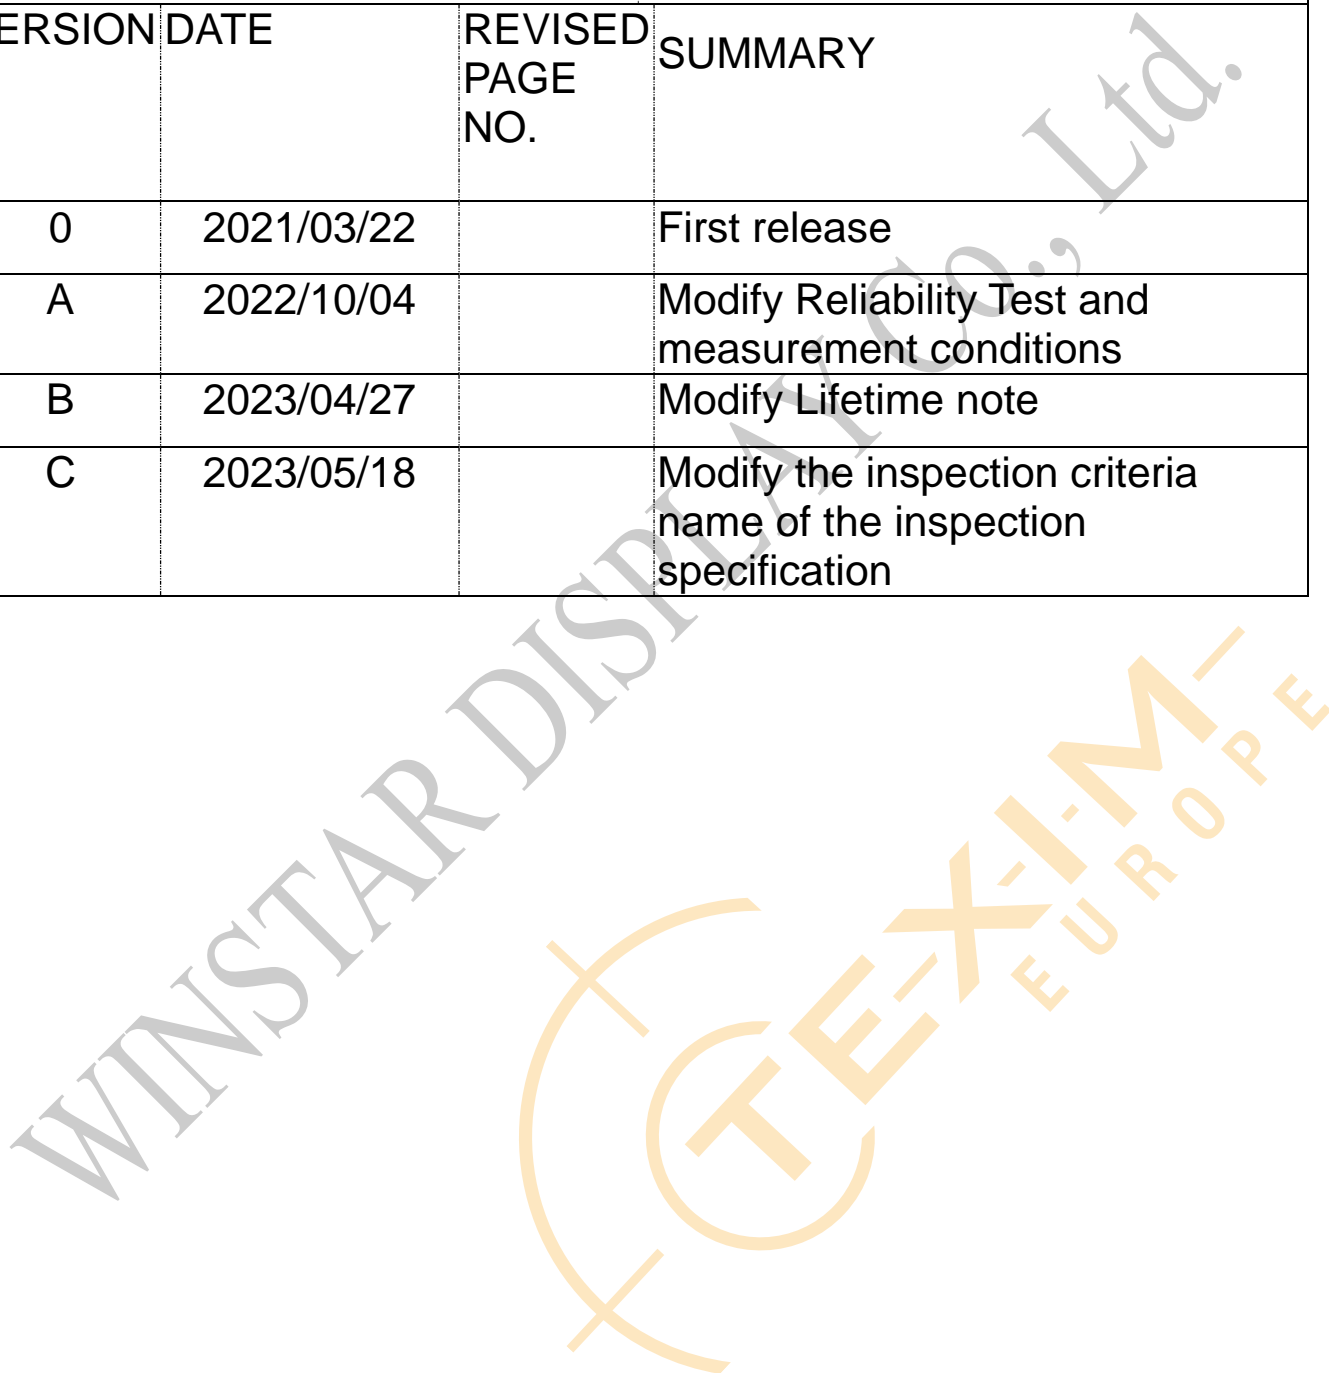 ERSION DATE REVISED SUMMARY
PAGE
NO.
0 2021/03/22 First release
A 2022/10/04 Modify Reliability Test and
measurement conditions
B 2023/04/27 Modify Lifetime note
C 2023/05/18 Modify the inspection criteria
name of the inspection
specification
WINSTAR DISPLAY Co., Ltd.
TEXIM
EUROPE